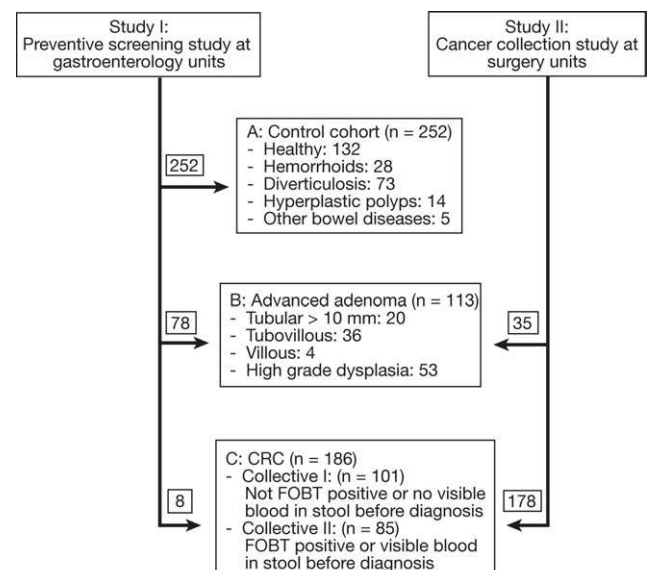 Study I:
Preventive screening study at
gastroenterology units
Study II:
Cancer collection study at
surgery units
252
A: Control cohort (n = 252)
- Healthy: 132
- Hemorrhoids: 28
- Diverticulosis: 73
- Hyperplastic polyps: 14
- Other bowel diseases: 5
78
B: Advanced adenoma (n = 113)
- Tubular > 10 mm: 20
- Tubovillous: 36
- Villous: 4
- High grade dysplasia: 53
35
8
C: CRC (n = 186)
- Collective I: (n = 101)
Not FOBT positive or no visible
blood in stool before diagnosis
- Collective II: (n = 85)
FOBT positive or visible blood
in stool before diagnosis
178